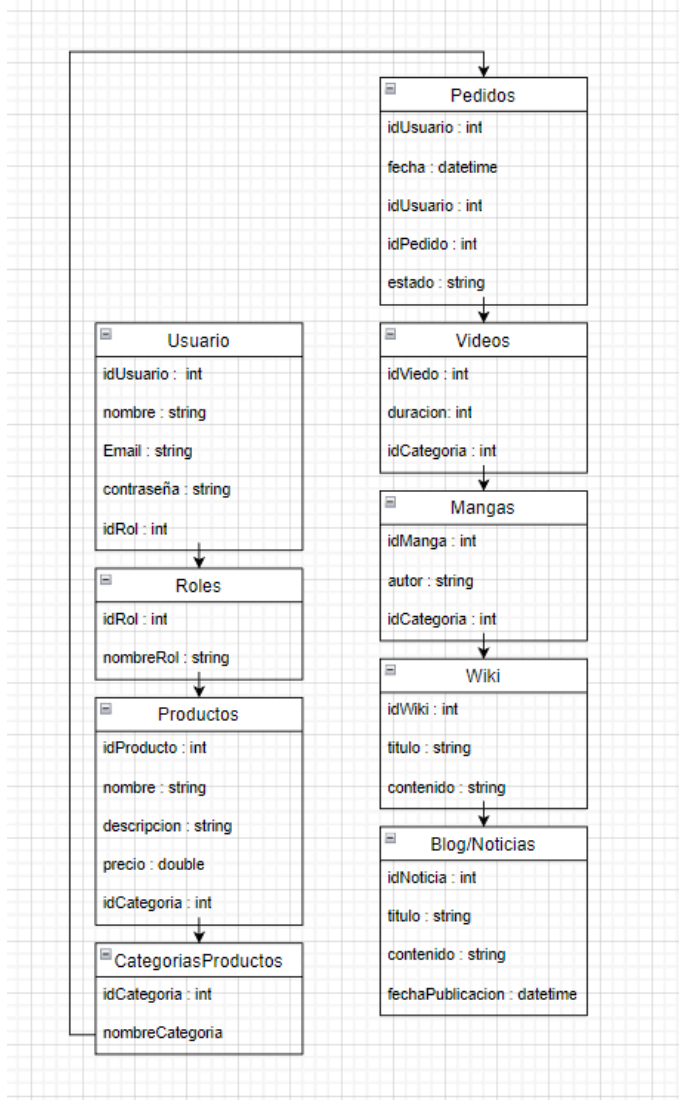 Usuario
idUsuario :  int
nombre : string
Email : string
contraseña : string
idRol : int
Roles
idRol : int
nombreRol : string
Productos
idProducto : int
nombre : string
descripcion : string
precio : double
idCategoria : int
CategoriasProductos
idCategoria : int
nombreCategoria
Pedidos
idUsuario : int
fecha : datetime
idUsuario : int
idPedido : int
estado : string
Videos
idViedo : int
duracion: int
idCategoria : int
Mangas
idManga : int
autor : string
idCategoria : int
Wiki
idWiki : int
titulo : string
contenido : string
Blog/Noticias
idNoticia : int
titulo : string
contenido : string
fechaPublicacion : datetime